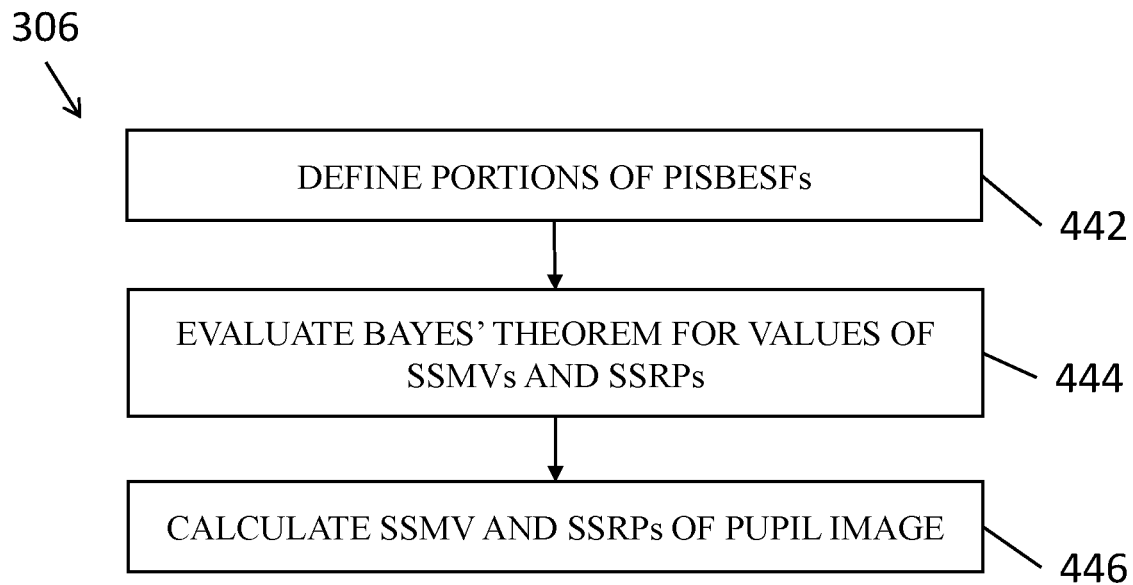 306
DEFINE PORTIONS OF PISBESFs
442
EVALUATE BAYES’ THEOREM FOR VALUES OF
SSMVs AND SSRPs
444
CALCULATE SSMV AND SSRPs OF PUPIL IMAGE
446